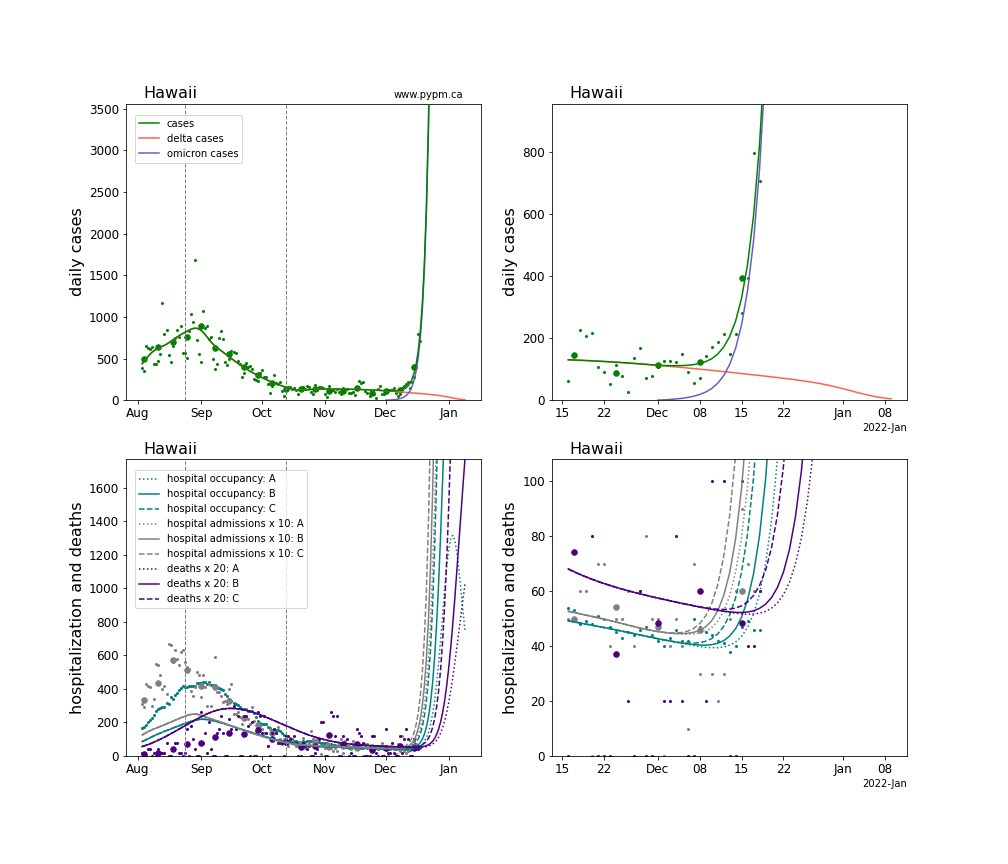 Hawaii
www.pypm.ca
daily cases
3500
3000
2500
2000
1500
1000
500
0
cases
delta cases
omicron cases
Aug
Sep
Oct
Nov
Dec
Jan
Hawaii
daily cases
800
600
400
200
0
15
22
Dec
08
15
22
Jan
08
2022-Jan
Hawaii
hospitalization and deaths
1600
1400
1200
1000
800
600
400
200
0
hospital occupancy: A
hospital occupancy: B
hospital occupancy: C
hospital admissions x 10: A
hospital admissions x 10: B
hospital admissions x 10: C
deaths x 20: A
deaths x 20: B
deaths x 20: C
Aug
Sep
Oct
Nov
Dec
Jan
Hawaii
hospitalization and deaths
100
80
60
40
20
0
15
22
Dec
08
15
22
Jan
08
2022-Jan